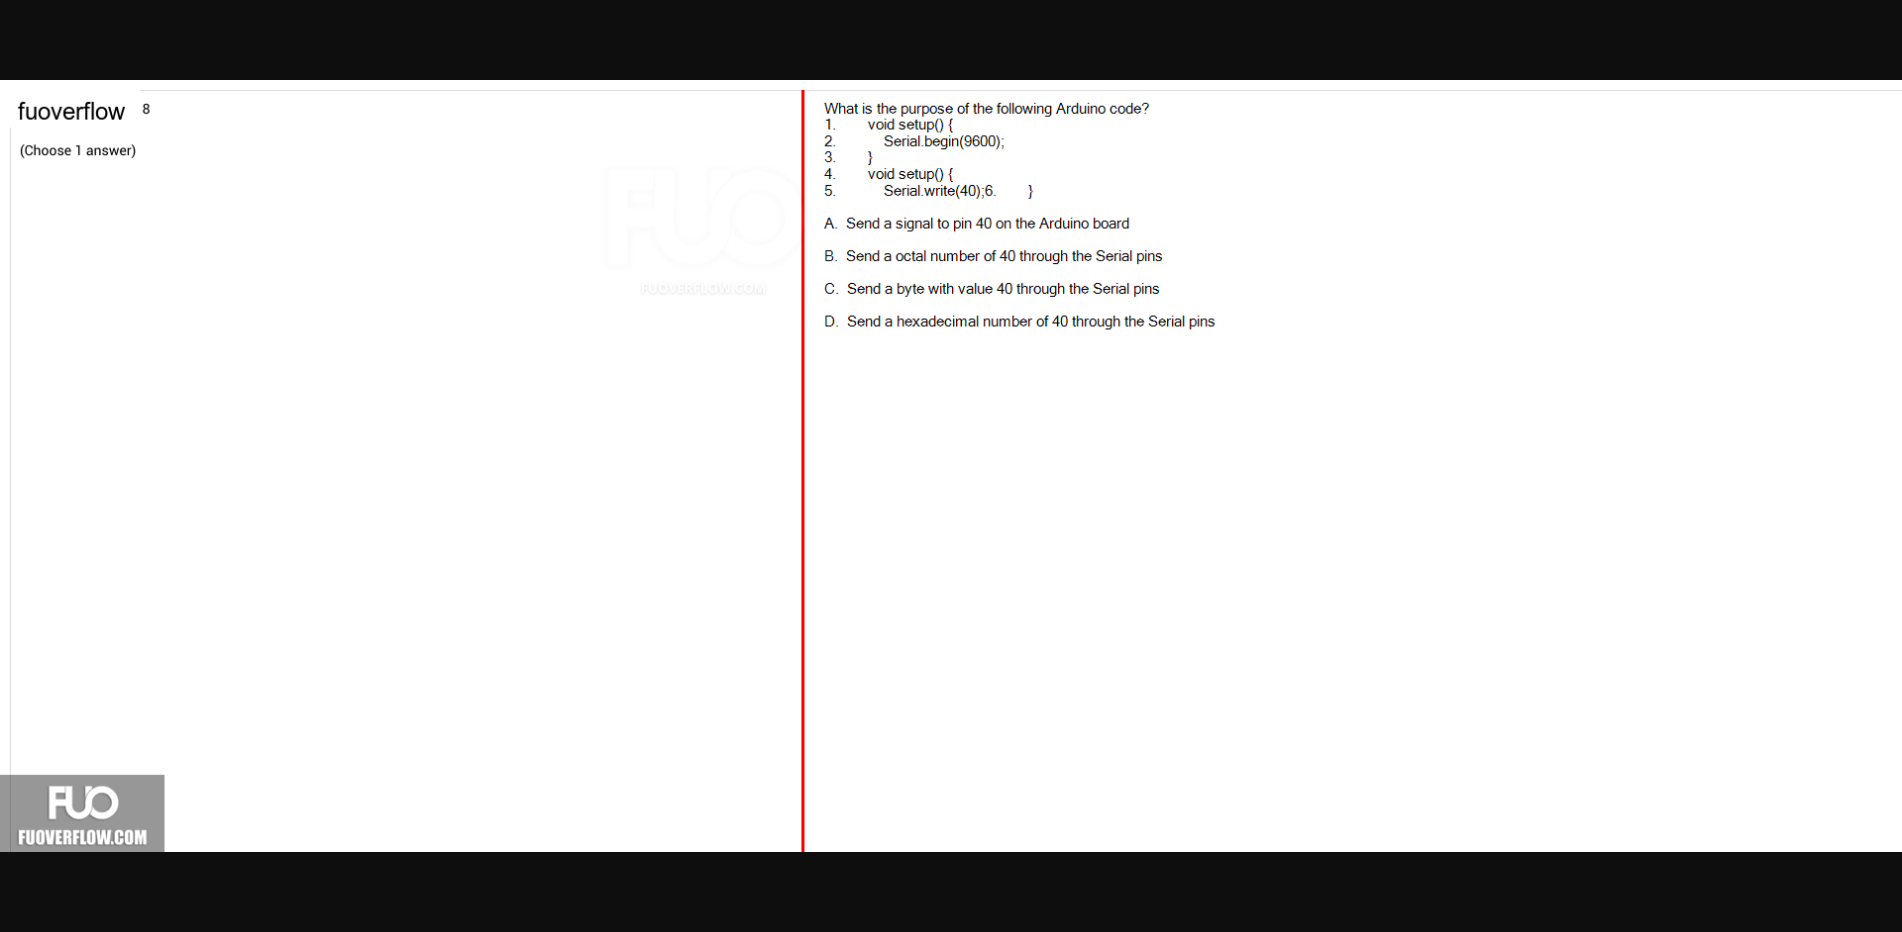 fuoverflow 8
(Choose 1 answer)
FUO
FUOVERFLOW.COM
What is the purpose of the following Arduino code?
1. void setup() {
2. Serial.begin(9600);
3. }
4. void setup() {
5. Serial.write(40);6. }
A. Send a signal to pin 40 on the Arduino board
B. Send a octal number of 40 through the Serial pins
C. Send a byte with value 40 through the Serial pins
D. Send a hexadecimal number of 40 through the Serial pins
FUO
FUOVERFLOW.COM